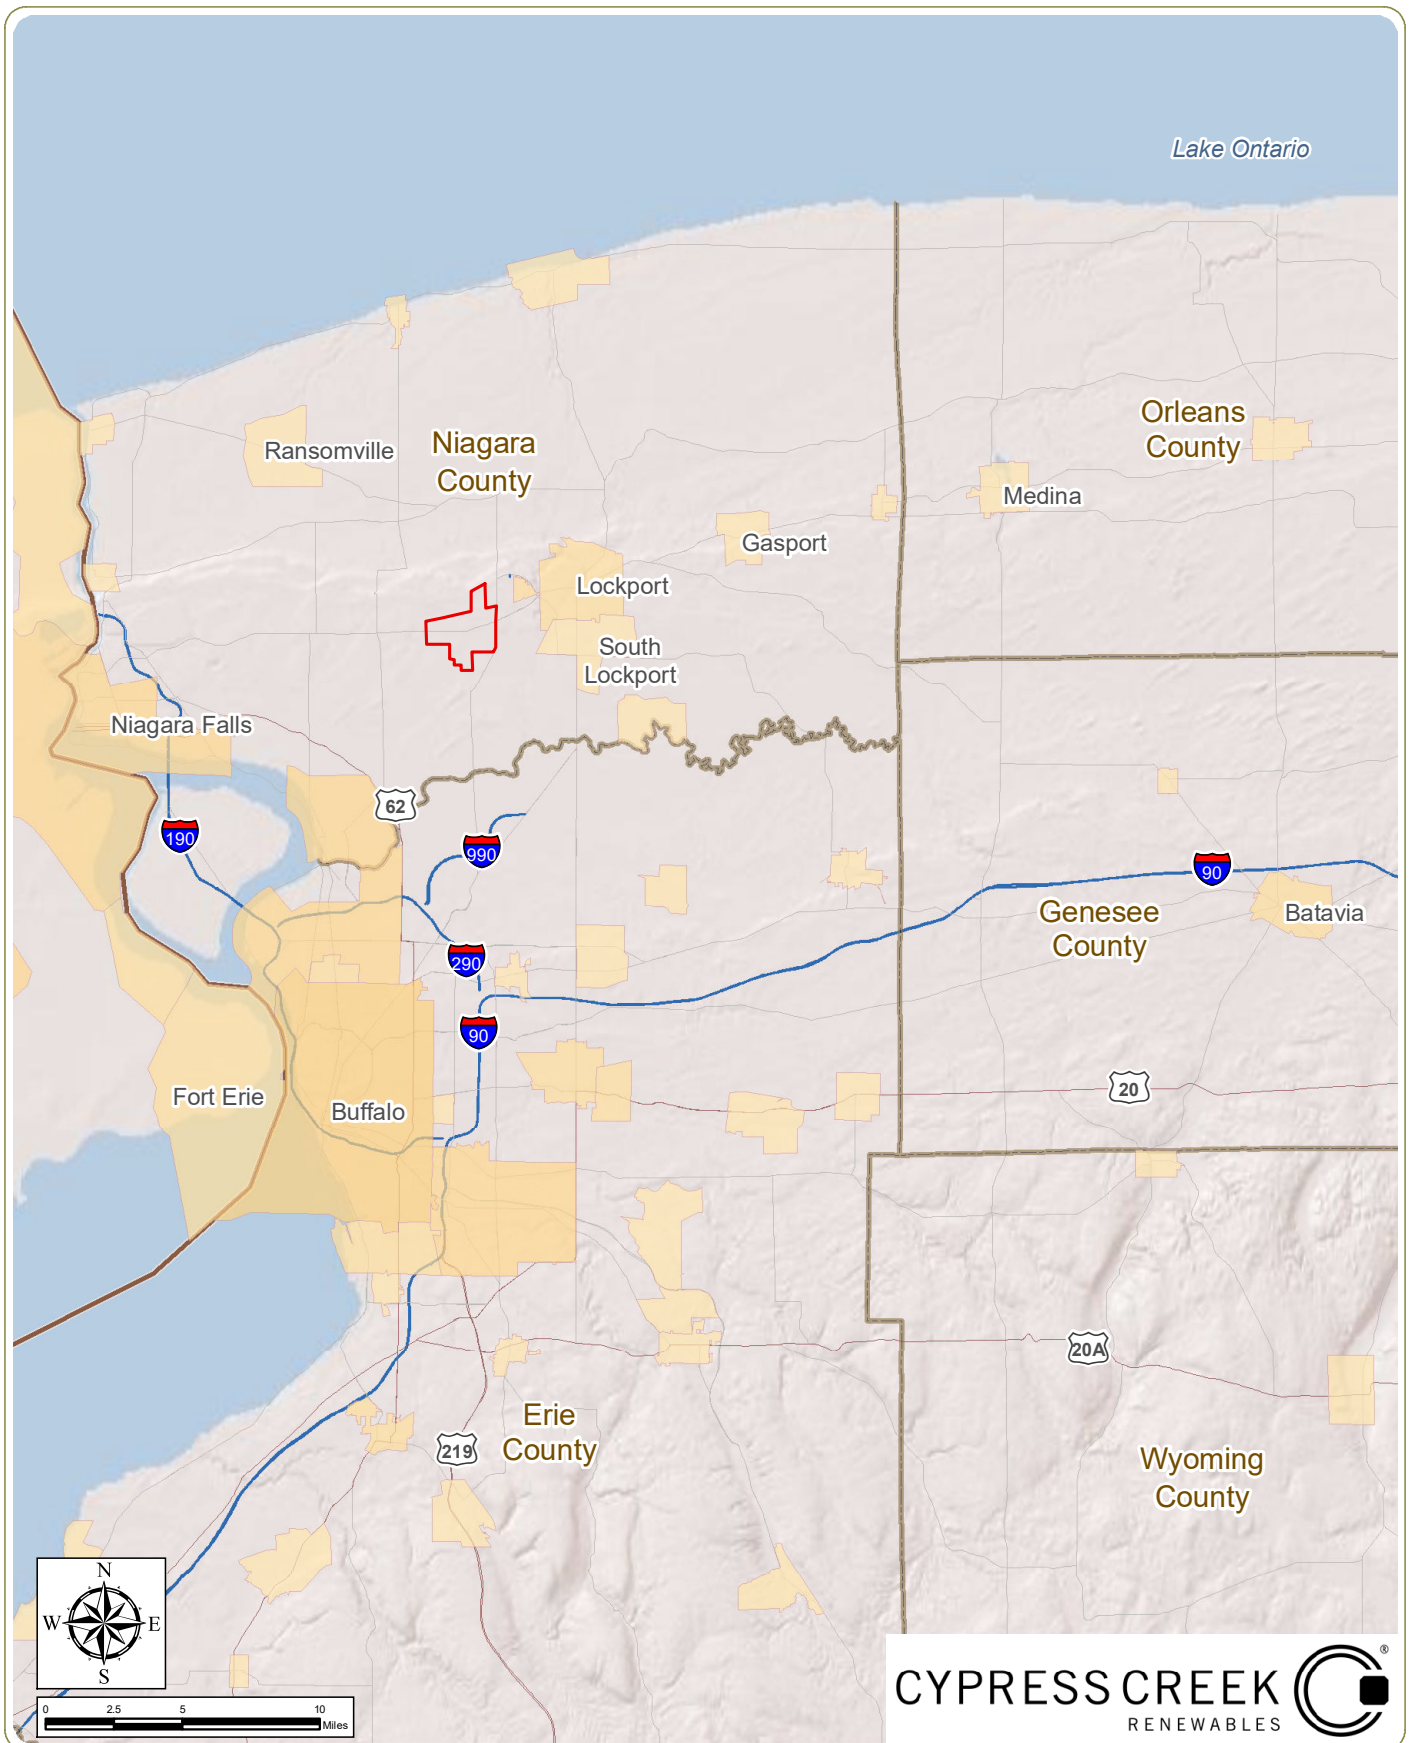 Lake Ontario
Orleans
County
Niagara
County
Ransomville
Medina
Gasport
Lockport
South
Lockport
Niagara Falls
62
190
990
90
Genesee
County
Batavia
290
90
20
Fort Erie
Buffalo
20A
Erie
County
219
Wyoming
County
N
W
E
S
0 2.5 5 10
Miles
CYPRESS CREEK ®
RENEWABLES